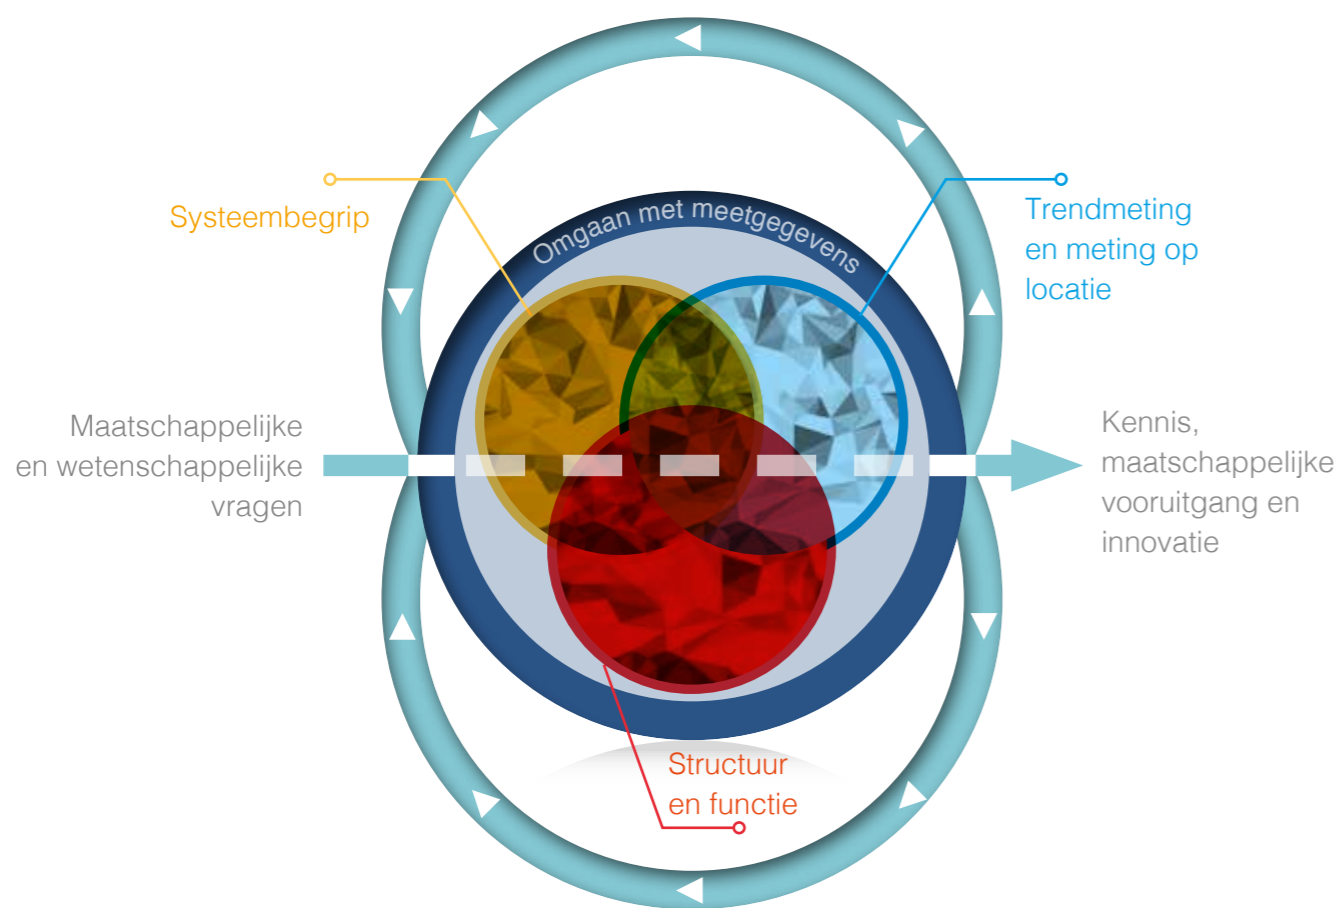 Omgaan met meetgegevens
Systeembegrip
Trendmeting
en meting op
locatie
Maatschappelijke
en wetenschappelijke
vragen
Kennis,
maatschappelijke
vooruitgang en
innovatie
Structuur
en functie